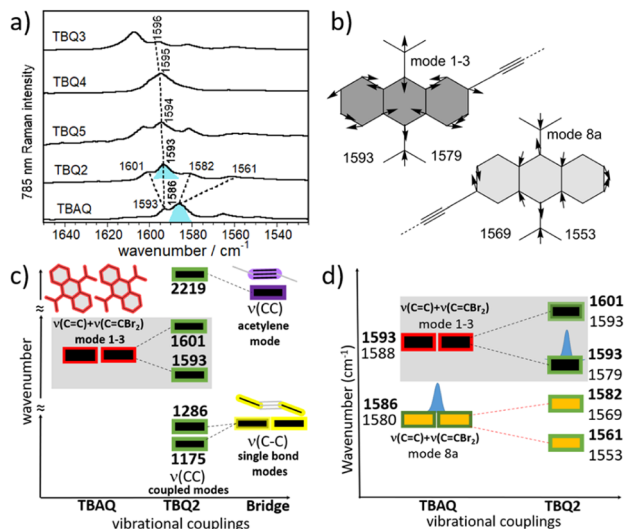 a)
785 nm Raman intensity
TBQ3
TBQ4
TBQ5
TBQ2
TBAQ
1596
1595
1594
1593
1601
1582
1561
1593
1586
1640
1620
1600
1580
1560
1540
wavenumber / cm⁻¹
b)
mode 1-3
1593
1579
mode 8a
1569
1553
c)
wavenumber
2219
ν(CC)
acetylene
mode
ν(C=C)+ν(C=CBr₂)
mode 1-3
1601
1593
1286
1175
ν(CC)
coupled modes
ν(C-C)
single bond
modes
TBAQ
TBQ2
Bridge
vibrational couplings
d)
Wavenumber (cm⁻¹)
ν(C=C)+ν(C=CBr₂)
mode 1-3
1593
1588
1601
1593
1593
1579
1586
1580
ν(C=C)+ν(C=CBr₂)
mode 8a
1582
1569
1561
1553
TBAQ
TBQ2
vibrational couplings